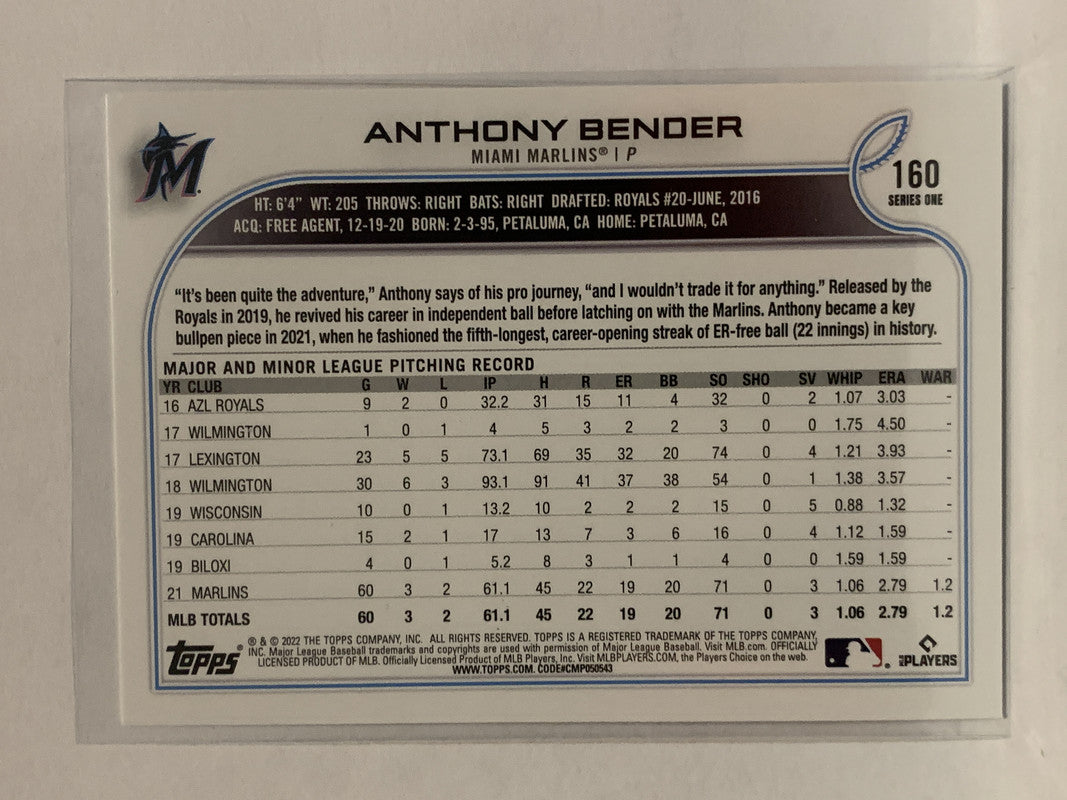 M
ANTHONY BENDER
MIAMI MARLINS® | P
160
SERIES ONE
HT: 6'4" WT: 205 THROWS: RIGHT BATS: RIGHT DRAFTED: ROYALS #20-JUNE, 2016
ACQ: FREE AGENT, 12-19-20 BORN: 2-3-95, PETALUMA, CA HOME: PETALUMA, CA
“It's been quite the adventure,” Anthony says of his pro journey, “and I wouldn't trade it for anything.” Released by the
Royals in 2019, he revived his career in independent ball before latching on with the Marlins. Anthony became a key
bullpen piece in 2021, when he fashioned the fifth-longest, career-opening streak of ER-free ball (22 innings) in history.
MAJOR AND MINOR LEAGUE PITCHING RECORD
YR CLUB G W L IP H R ER BB SO SHO SV WHIP ERA WAR
16 AZL ROYALS 9 2 0 32.2 31 15 11 4 32 0 2 1.07 3.03 -
17 WILMINGTON 1 0 1 4 5 3 2 2 3 0 0 1.75 4.50 -
17 LEXINGTON 23 5 5 73.1 69 35 32 20 74 0 4 1.21 3.93 -
18 WILMINGTON 30 6 3 93.1 91 41 37 38 54 0 1 1.38 3.57 -
19 WISCONSIN 10 0 1 13.2 10 2 2 2 15 0 5 0.88 1.32 -
19 CAROLINA 15 2 1 17 13 7 3 6 16 0 4 1.12 1.59 -
19 BILOXI 4 0 1 5.2 8 3 1 1 4 0 0 1.59 1.59 -
21 MARLINS 60 3 2 61.1 45 22 19 20 71 0 3 1.06 2.79 1.2
MLB TOTALS 60 3 2 61.1 45 22 19 20 71 0 3 1.06 2.79 1.2
topps®
® & © 2022 THE TOPPS COMPANY, INC. ALL RIGHTS RESERVED. TOPPS IS A REGISTERED TRADEMARK OF THE TOPPS COMPANY,
INC. Major League Baseball trademarks and copyrights are used with permission of Major League Baseball. Visit MLB.com. OFFICIALLY
LICENSED PRODUCT OF MLB. Officially Licensed Product of MLB Players, Inc. Visit MLBPLAYERS.COM, the Players Choice on the web.
WWW.TOPPS.COM. CODE#CMP050543
PLAYERS